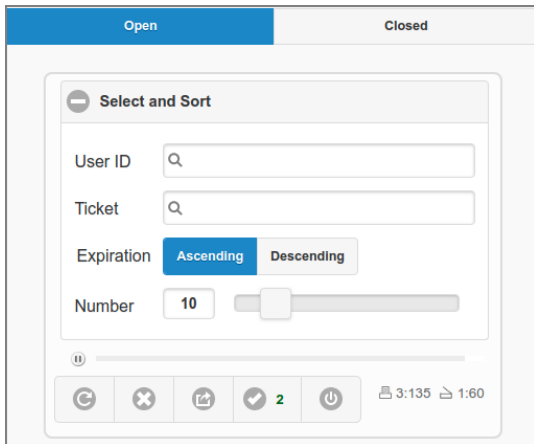 Open Closed
Select and Sort
User ID
Ticket
Expiration Ascending Descending
Number 10
2 3:135 1:60